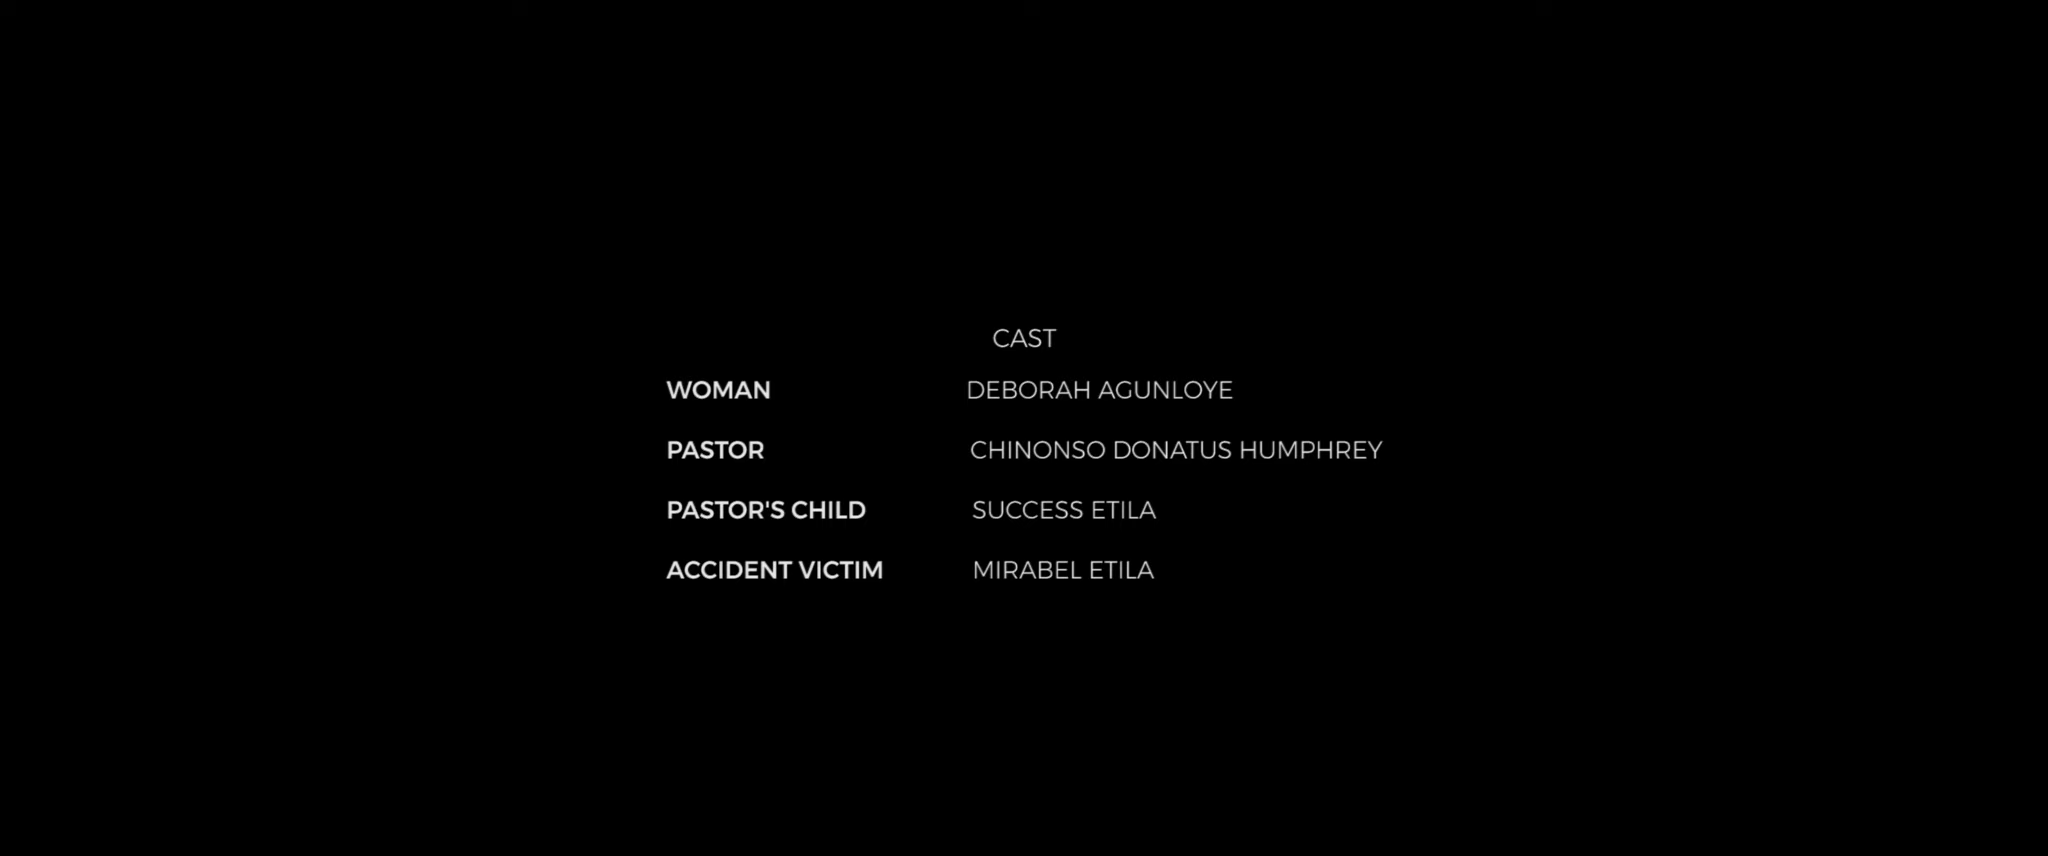 CAST
WOMAN DEBORAH AGUNLOYE
PASTOR CHINONSO DONATUS HUMPHREY
PASTOR'S CHILD SUCCESS ETILA
ACCIDENT VICTIM MIRABEL ETILA